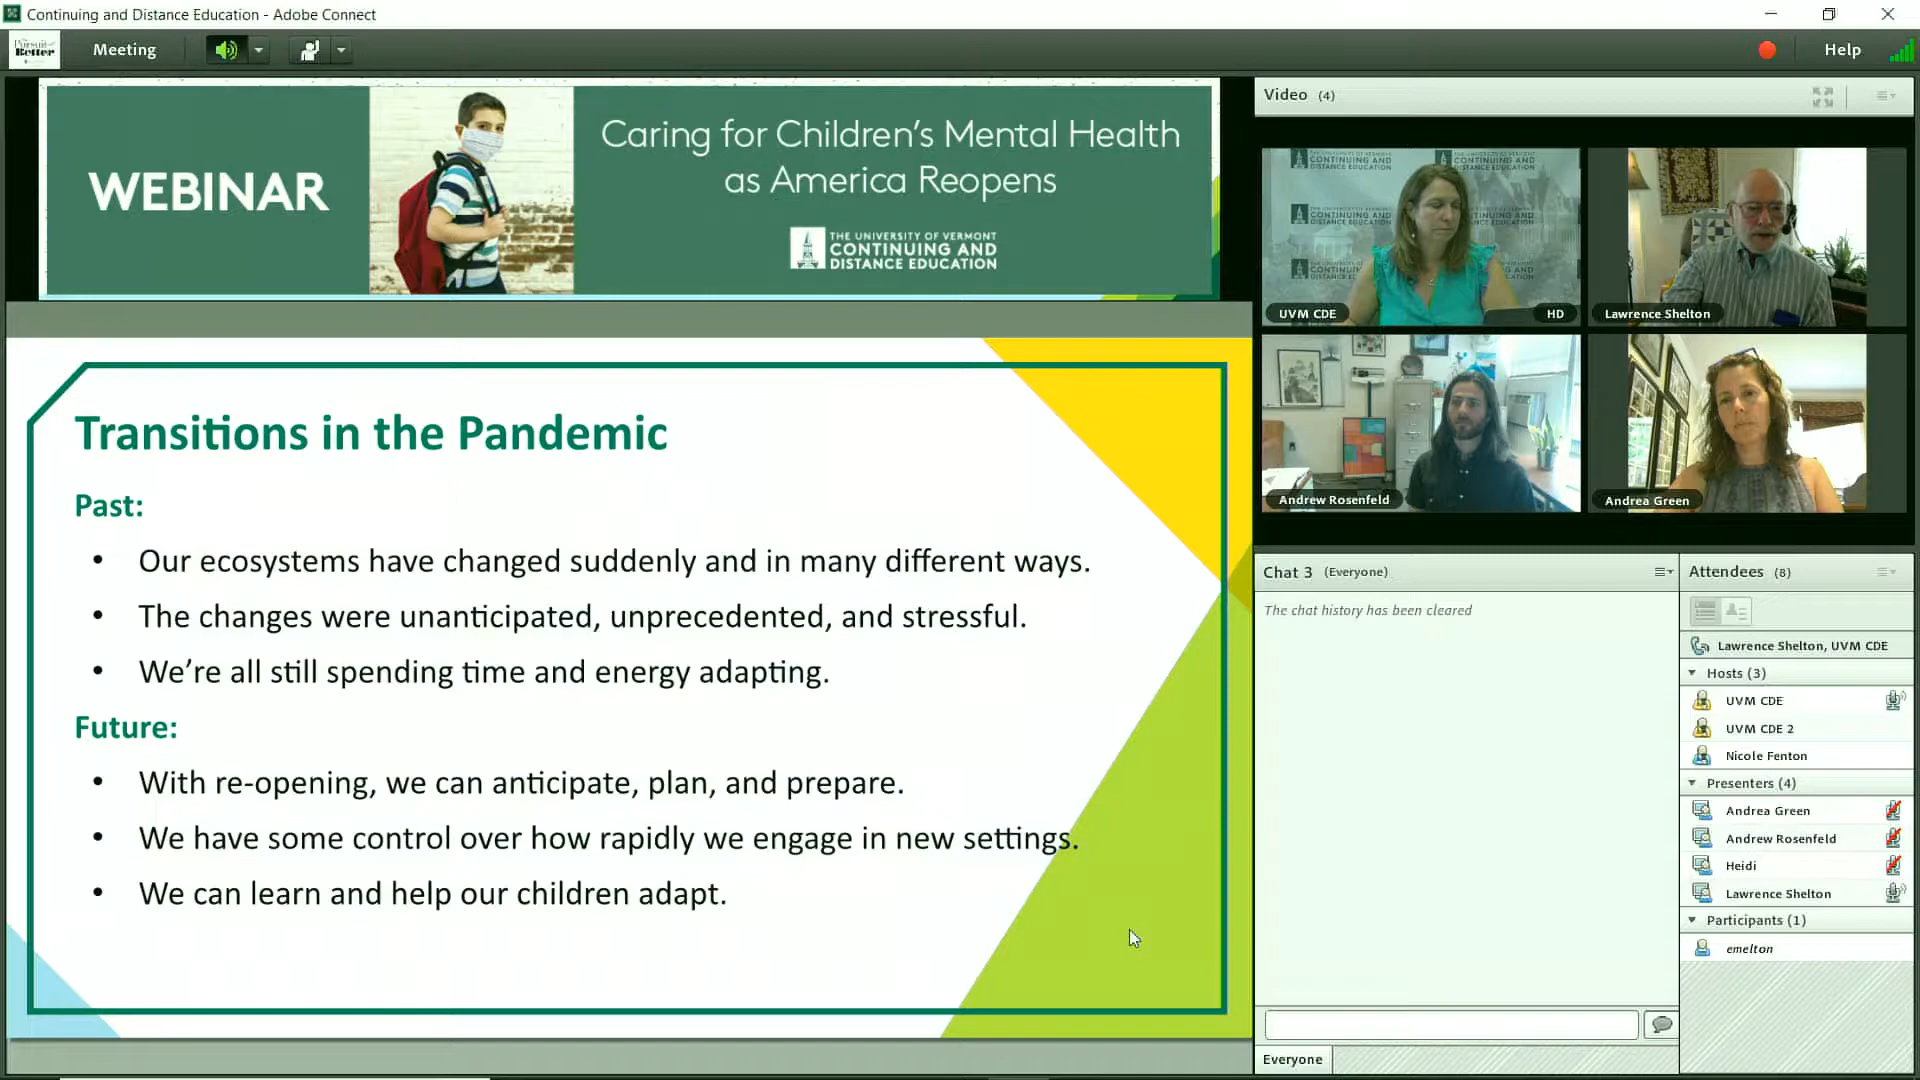 Continuing and Distance Education - Adobe Connect
Pursuit
Better
Meeting
Help
WEBINAR
Caring for Children's Mental Health
as America Reopens
THE UNIVERSITY OF VERMONT
CONTINUING AND
DISTANCE EDUCATION
Transitions in the Pandemic
Past:
• Our ecosystems have changed suddenly and in many different ways.
• The changes were unanticipated, unprecedented, and stressful.
• We’re all still spending time and energy adapting.
Future:
• With re-opening, we can anticipate, plan, and prepare.
• We have some control over how rapidly we engage in new settings.
• We can learn and help our children adapt.
Video (4)
UVM CDE
HD
Lawrence Shelton
Andrew Rosenfeld
Andrea Green
Chat 3 (Everyone)
The chat history has been cleared
Everyone
Attendees (8)
Lawrence Shelton, UVM CDE
Hosts (3)
UVM CDE
UVM CDE 2
Nicole Fenton
Presenters (4)
Andrea Green
Andrew Rosenfeld
Heidi
Lawrence Shelton
Participants (1)
emelton